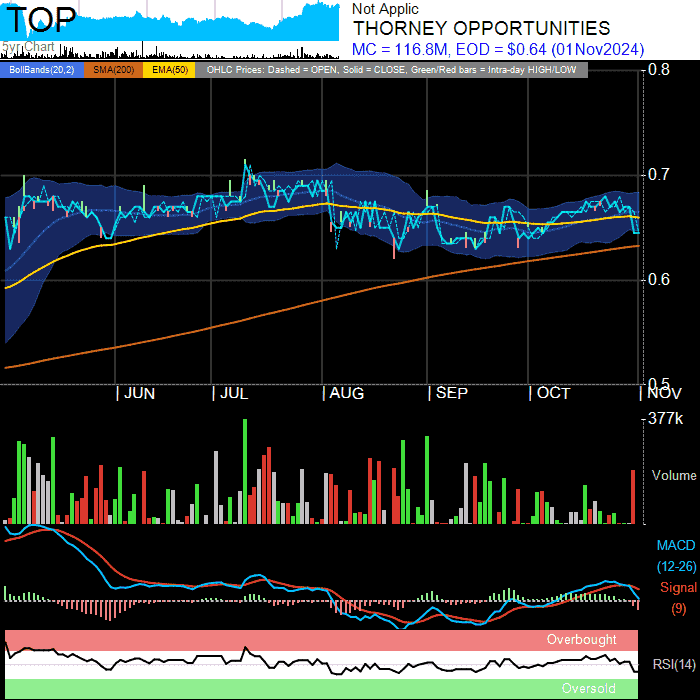 TOP
5yr Chart
Not Applic
THORNEY OPPORTUNITIES
MC = 116.8M, EOD = $0.64 (01Nov2024)
BollBands(20,2) SMA(200) EMA(50) OHLC Prices: Dashed = OPEN, Solid = CLOSE, Green/Red bars = Intra-day HIGH/LOW
0.8
0.7
0.6
0.5
JUN JUL AUG SEP OCT NOV
377k
Volume
MACD
(12-26)
Signal
(9)
Overbought
RSI(14)
Oversold